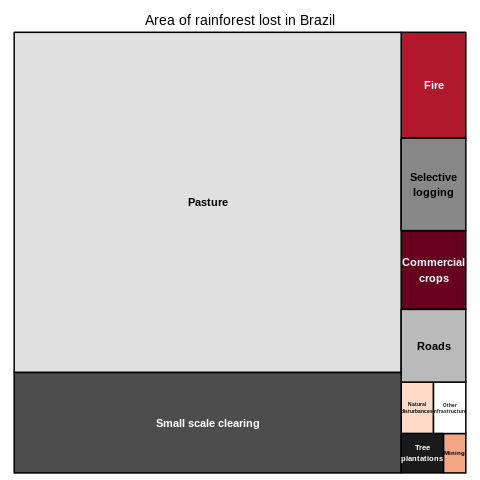 Area of rainforest lost in Brazil
Fire
Selective
logging
Pasture
Commercial
crops
Roads
Natural
disturbances
Other
infrastructure
Small scale clearing
Tree
plantations
Mining